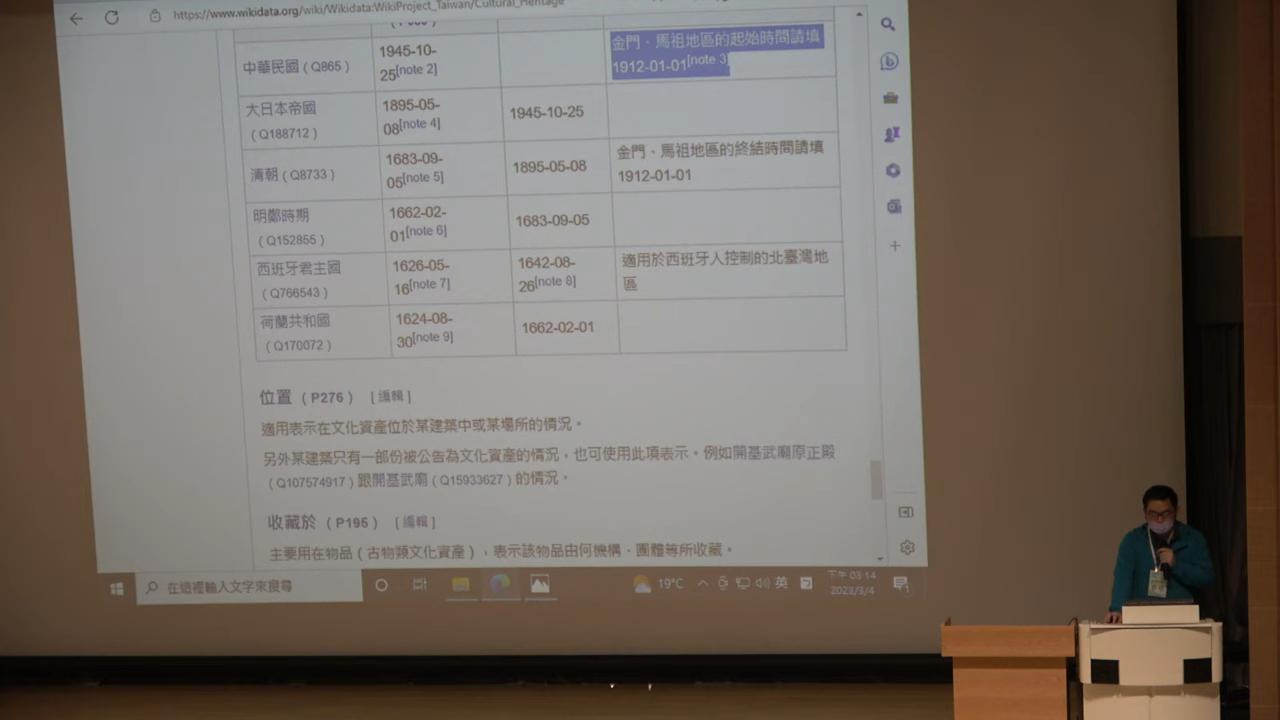 https://www.wikidata.org/wiki/Wikidata:WikiProject_Taiwan/Cultural_Heritage
中華民國 (Q865)
1945-10-
25[note 2]
金門、馬祖地區的起始時間請填
1912-01-01[note 3]
大日本帝國
(Q188712)
1895-05-
08[note 4]
1945-10-25
清朝 (Q8733)
1683-09-
05[note 5]
1895-05-08
金門、馬祖地區的終結時間請填
1912-01-01
明鄭時期
(Q152855)
1662-02-
01[note 6]
1683-09-05
西班牙君主國
(Q766543)
1626-05-
16[note 7]
1642-08-
26[note 8]
適用於西班牙人控制的北臺灣地
區
荷蘭共和國
(Q170072)
1624-08-
30[note 9]
1662-02-01
位置 (P276) [編輯]
適用表示在文化資產位於某建築中或某場所的情況。
另外某建築只有一部份被公告為文化資產的情況，也可使用此項表示。例如開基武廟原正殿
(Q107574917) 跟開基武廟 (Q15933627) 的情況。
收藏於 (P195) [編輯]
主要用在物品 (古物類文化資產)，表示該物品由何機構、團體等所收藏。
在這裡輸入文字來搜尋
19°C
英
下午 03:14
2023/3/4